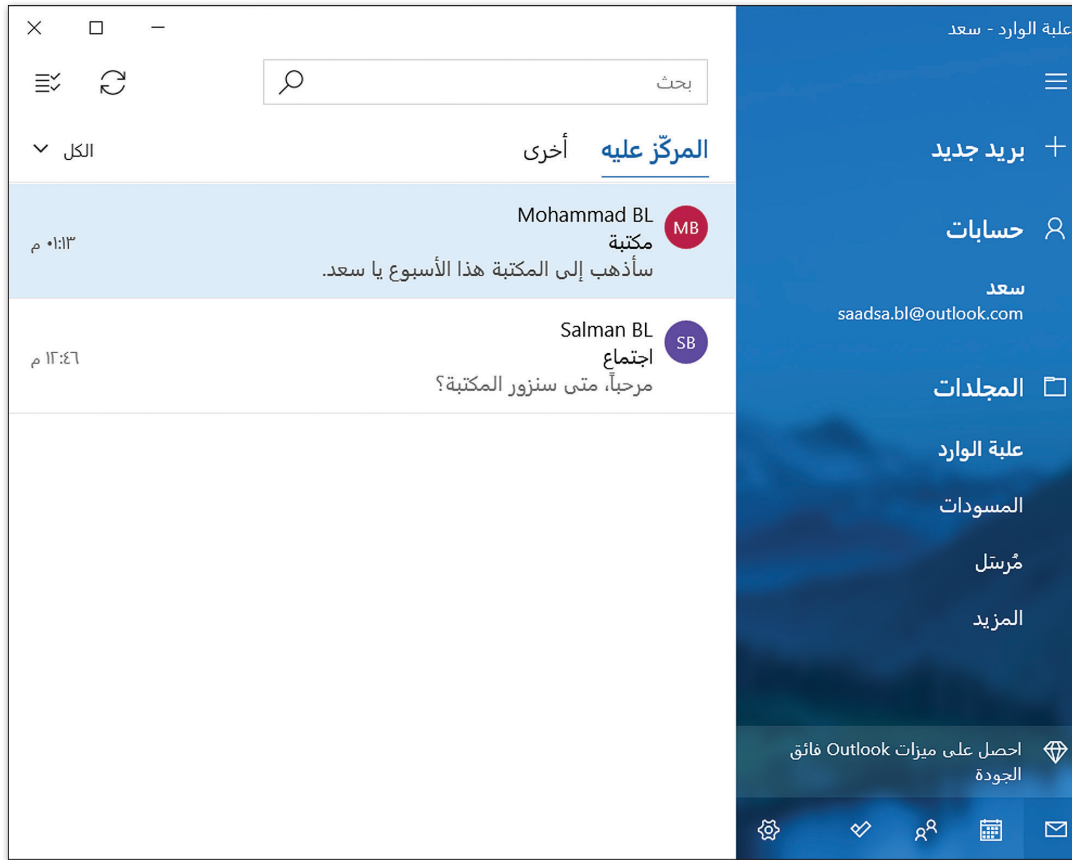 علبة الوارد - سعد
بريد جديد
حسابات
سعد
saadsa.bl@outlook.com
المجلدات
علبة الوارد
المسودات
مُرسَل
المزيد
احصل على ميزات Outlook فائق
الجودة
بحث
المركّز عليه أخرى الكل
MB
Mohammad BL
مكتبة
٠١:١٣ م
سأذهب إلى المكتبة هذا الأسبوع يا سعد.
SB
Salman BL
اجتماع
١٢:٤٦ م
مرحباً، متى سنزور المكتبة؟